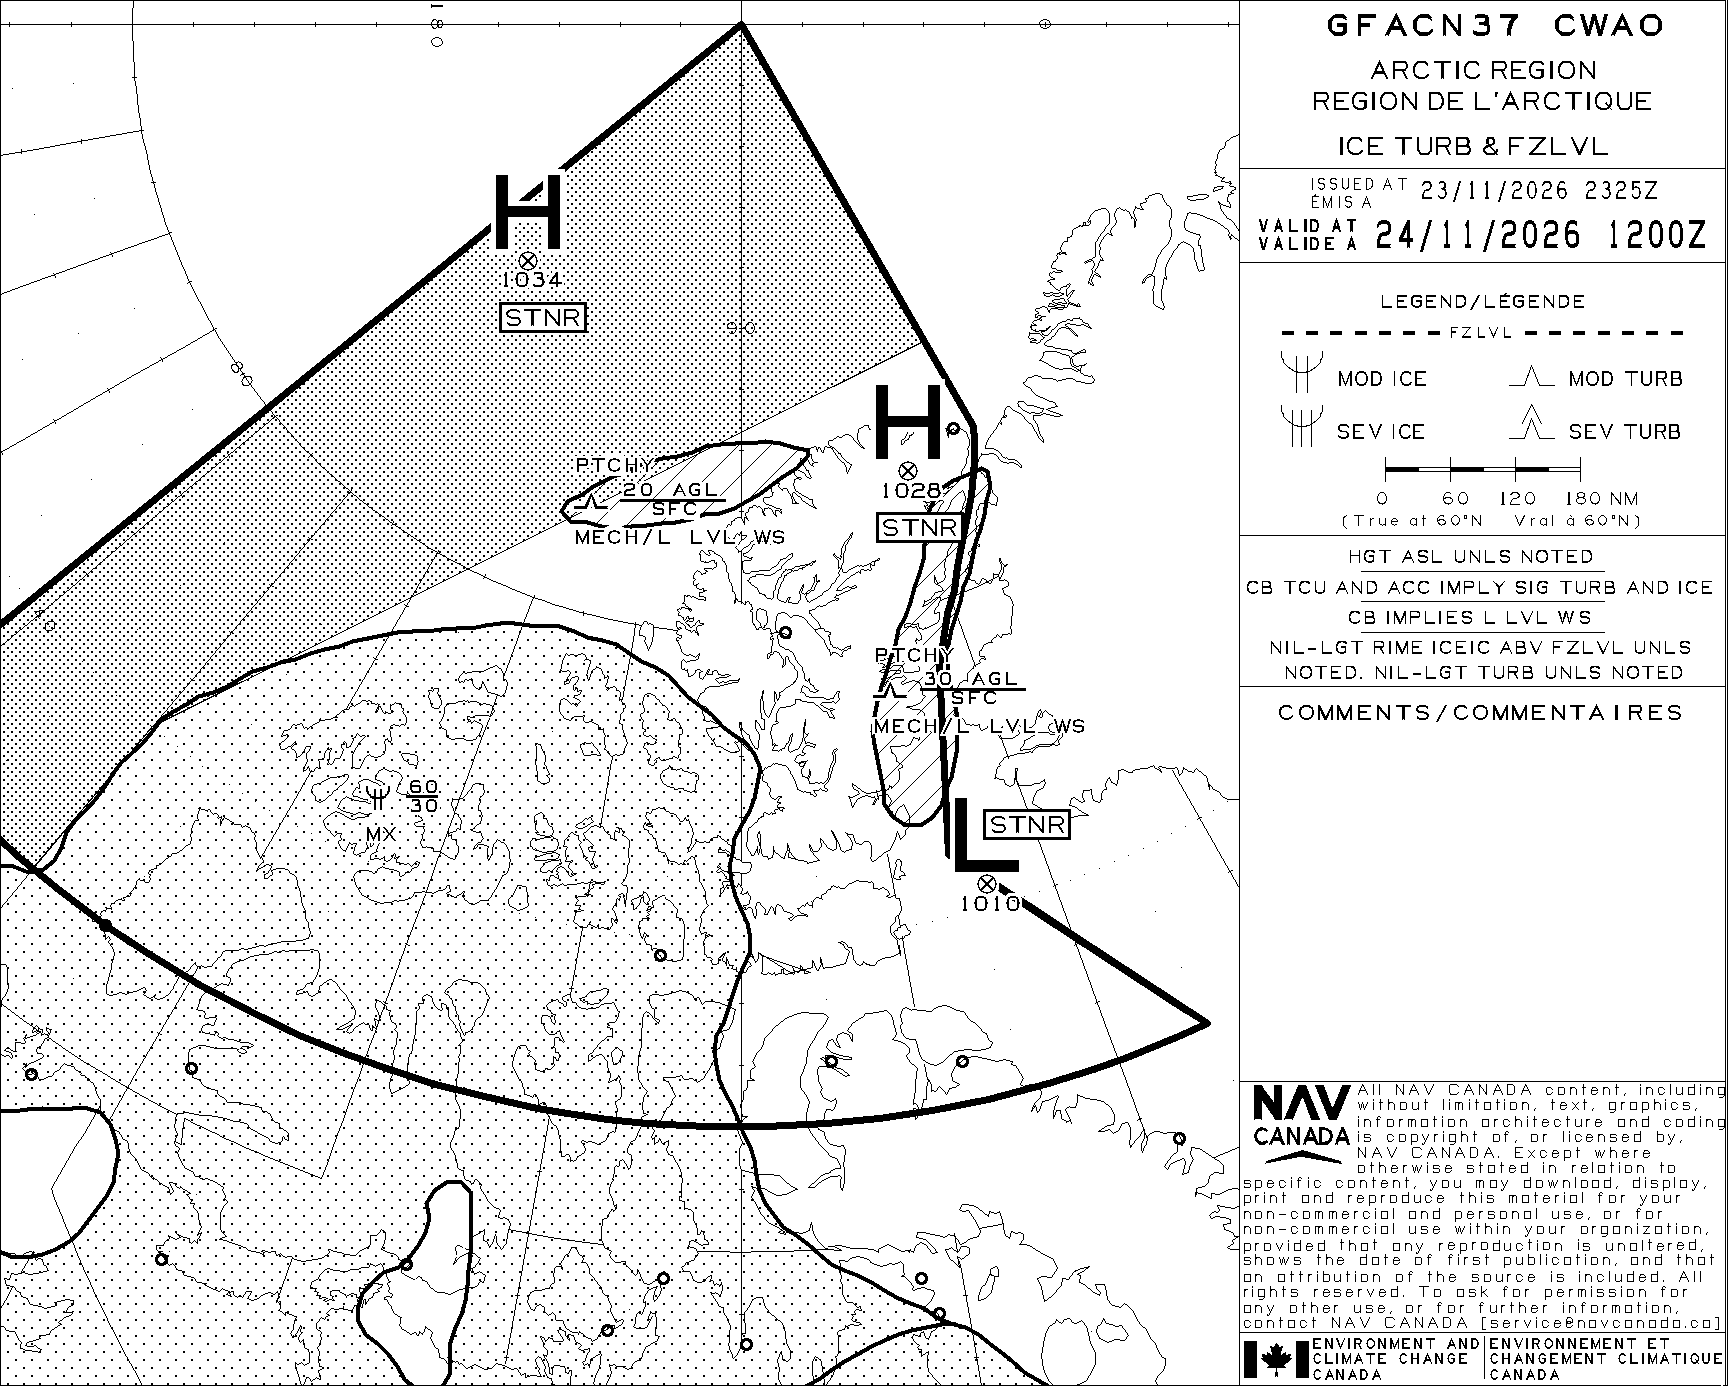 180
0
GFACN37 CWAO
ARCTIC REGION
REGION DE L'ARCTIQUE
ICE TURB & FZLVL
ISSUED AT 23/11/2026 2325Z
ÉMIS A
VALID AT 24/11/2026 1200Z
VALIDE A
LEGEND/LÉGENDE
FZLVL
MOD ICE
MOD TURB
SEV ICE
SEV TURB
0 60 120 180 NM
(True at 60°N Vrai à 60°N)
HGT ASL UNLS NOTED
CB TCU AND ACC IMPLY SIG TURB AND ICE
CB IMPLIES L LVL WS
NIL-LGT RIME ICEIC ABV FZLVL UNLS
NOTED. NIL-LGT TURB UNLS NOTED
COMMENTS/COMMENTAIRES
H
1034
STNR
90
80
H
1028
STNR
PTCHY
20 AGL
SFC
MECH/L LVL WS
PTCHY
30 AGL
SFC
MECH/L LVL WS
60
30
MX
L
STNR
1010
NAV
CANADA
All NAV CANADA content, including
without limitation, text, graphics,
information architecture and coding
is copyright of, or licensed by,
NAV CANADA. Except where
otherwise stated in relation to
specific content, you may download, display,
print and reproduce this material for your
non-commercial and personal use, or for
non-commercial use within your organization,
provided that any reproduction is unaltered,
shows the date of first publication, and that
an attribution of the source is included. All
rights reserved. To ask for permission for
any other use, or for further information,
contact NAV CANADA [service@navcanada.ca]
ENVIRONMENT AND
CLIMATE CHANGE
CANADA
ENVIRONNEMENT ET
CHANGEMENT CLIMATIQUE
CANADA